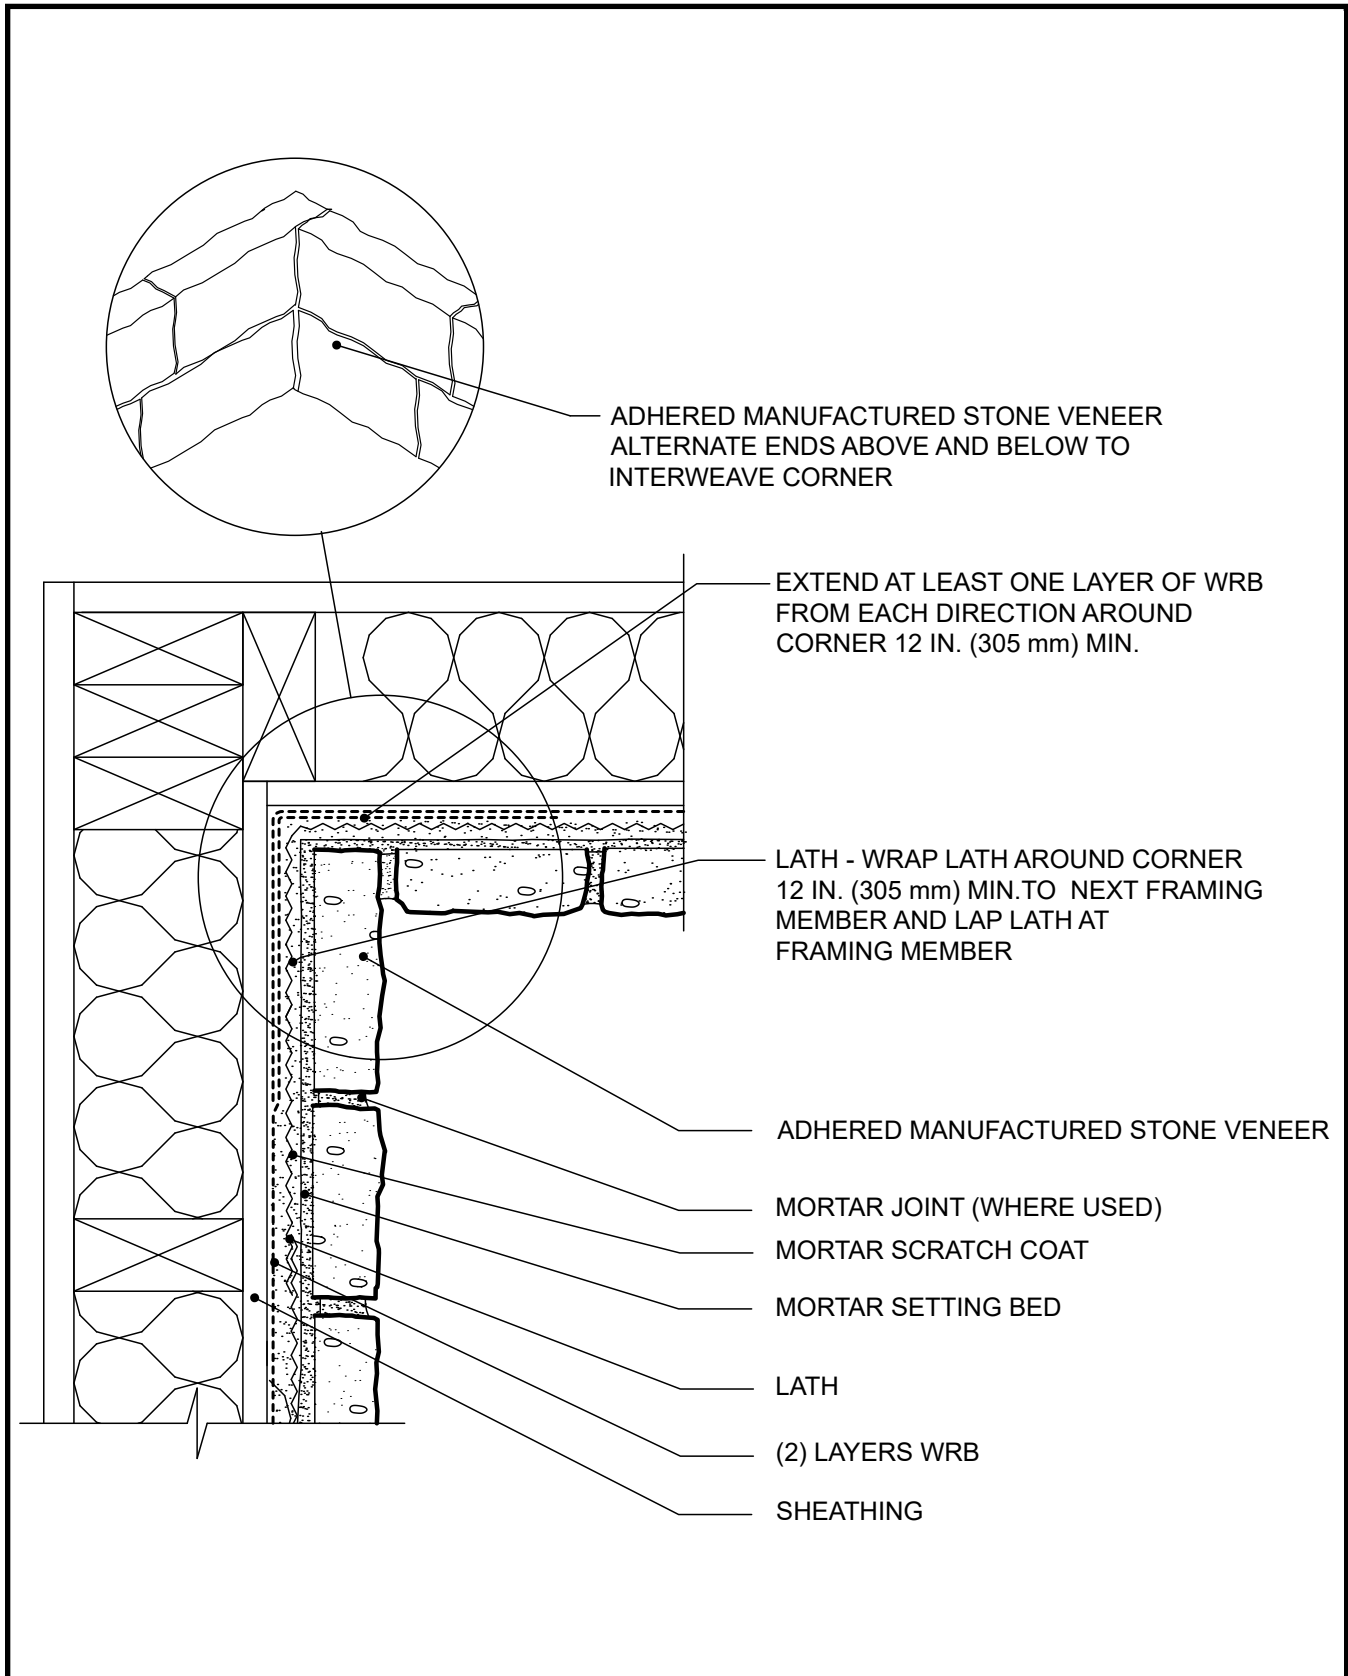 ADHERED MANUFACTURED STONE VENEER
ALTERNATE ENDS ABOVE AND BELOW TO
INTERWEAVE CORNER
EXTEND AT LEAST ONE LAYER OF WRB
FROM EACH DIRECTION AROUND
CORNER 12 IN. (305 mm) MIN.
LATH - WRAP LATH AROUND CORNER
12 IN. (305 mm) MIN.TO NEXT FRAMING
MEMBER AND LAP LATH AT
FRAMING MEMBER
ADHERED MANUFACTURED STONE VENEER
MORTAR JOINT (WHERE USED)
MORTAR SCRATCH COAT
MORTAR SETTING BED
LATH
(2) LAYERS WRB
SHEATHING